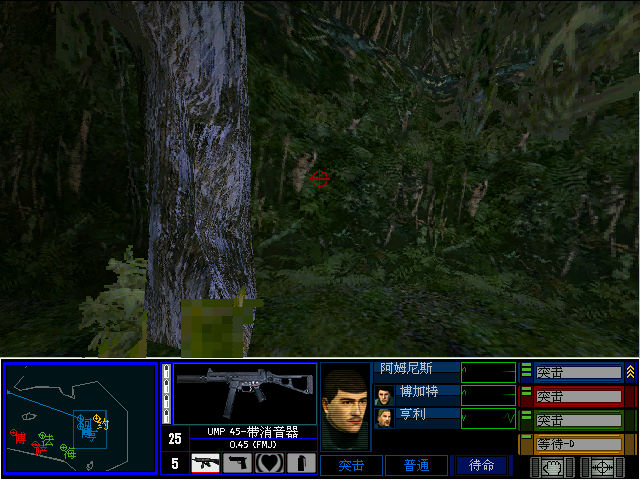 阿姆尼斯
突击
博加特
突击
亨利
突击
25
UMP 45-带消音器
0.45 (FMJ)
等待-D
5
突击
普通
待命